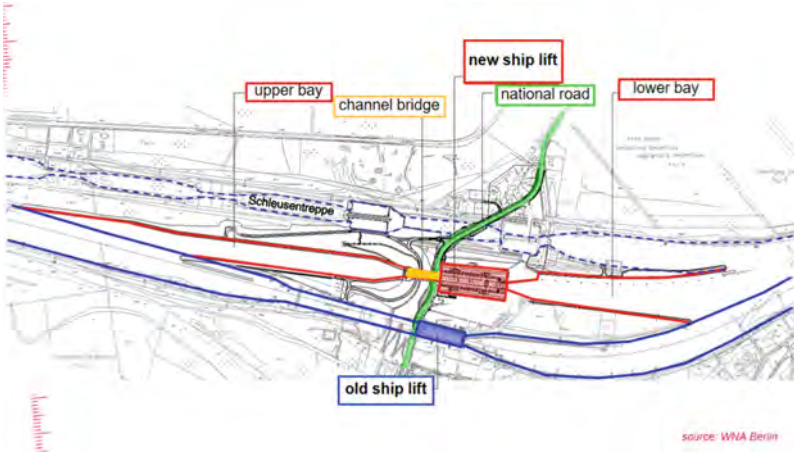 new ship lift
upper bay
channel bridge
national road
lower bay
Schleusentreppe
old ship lift
source: WNA Berlin